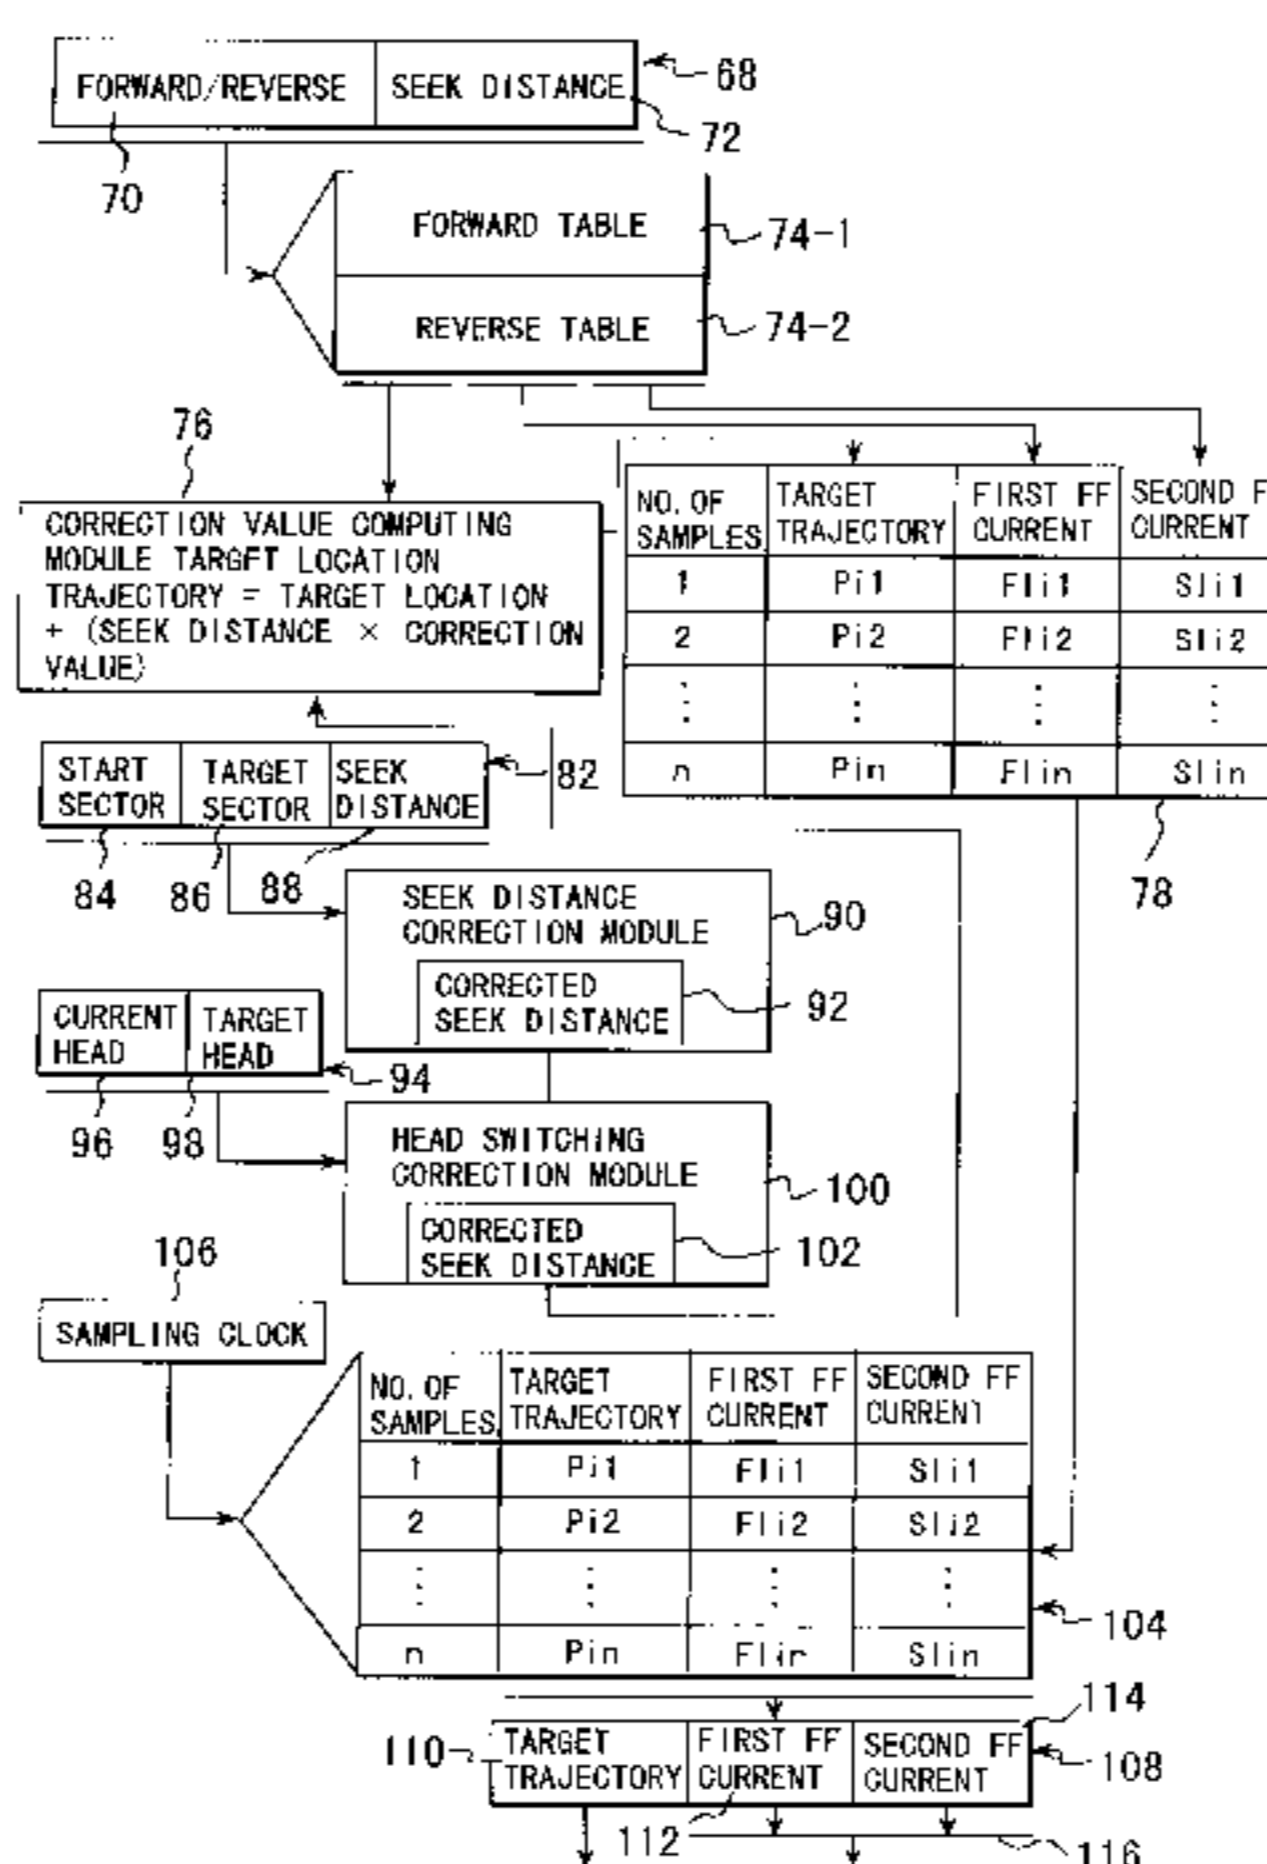 FORWARD/REVERSE SEEK DISTANCE 68
72
70
FORWARD TABLE 74-1
REVERSE TABLE 74-2
76
CORRECTION VALUE COMPUTING
MODULE TARGET LOCATION
TRAJECTORY = TARGET LOCATION
+ (SEEK DISTANCE × CORRECTION
VALUE)
NO. OF SAMPLES TARGET TRAJECTORY FIRST FF CURRENT SECOND F CURRENT
1 Pi1 FIi1 SIi1
2 Pi2 FIi2 SIi2
n Pin FIin SIin
78
START SECTOR TARGET SECTOR SEEK DISTANCE 82
84 86 88
SEEK DISTANCE
CORRECTION MODULE 90
CORRECTED
SEEK DISTANCE 92
CURRENT HEAD TARGET HEAD 94
96 98
HEAD SWITCHING
CORRECTION MODULE 100
CORRECTED
SEEK DISTANCE 102
106
SAMPLING CLOCK
NO. OF SAMPLES TARGET TRAJECTORY FIRST FF CURRENT SECOND FF CURRENT
1 Pi1 FIi1 SIi1
2 Pi2 FIi2 SIi2
104
n Pin FIin SIin
114
110 TARGET TRAJECTORY FIRST FF CURRENT SECOND FF CURRENT 108
112 116